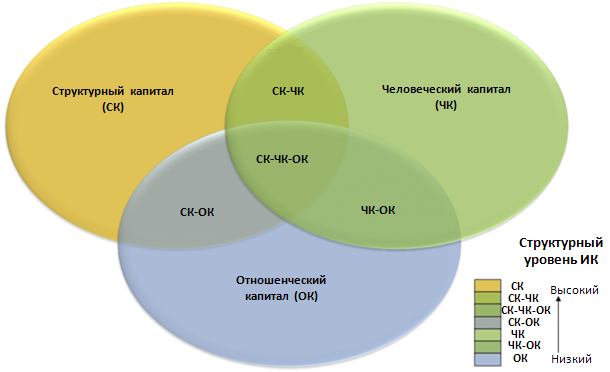 Структурный капитал
(СК)
СК-ЧК
Человеческий капитал
(ЧК)
СК-ЧК-ОК
СК-ОК
ЧК-ОК
Отношенческий
капитал (ОК)
Структурный
уровень ИК
СК
СК-ЧК
СК-ЧК-ОК
СК-ОК
ЧК
ЧК-ОК
ОК
Высокий
Низкий